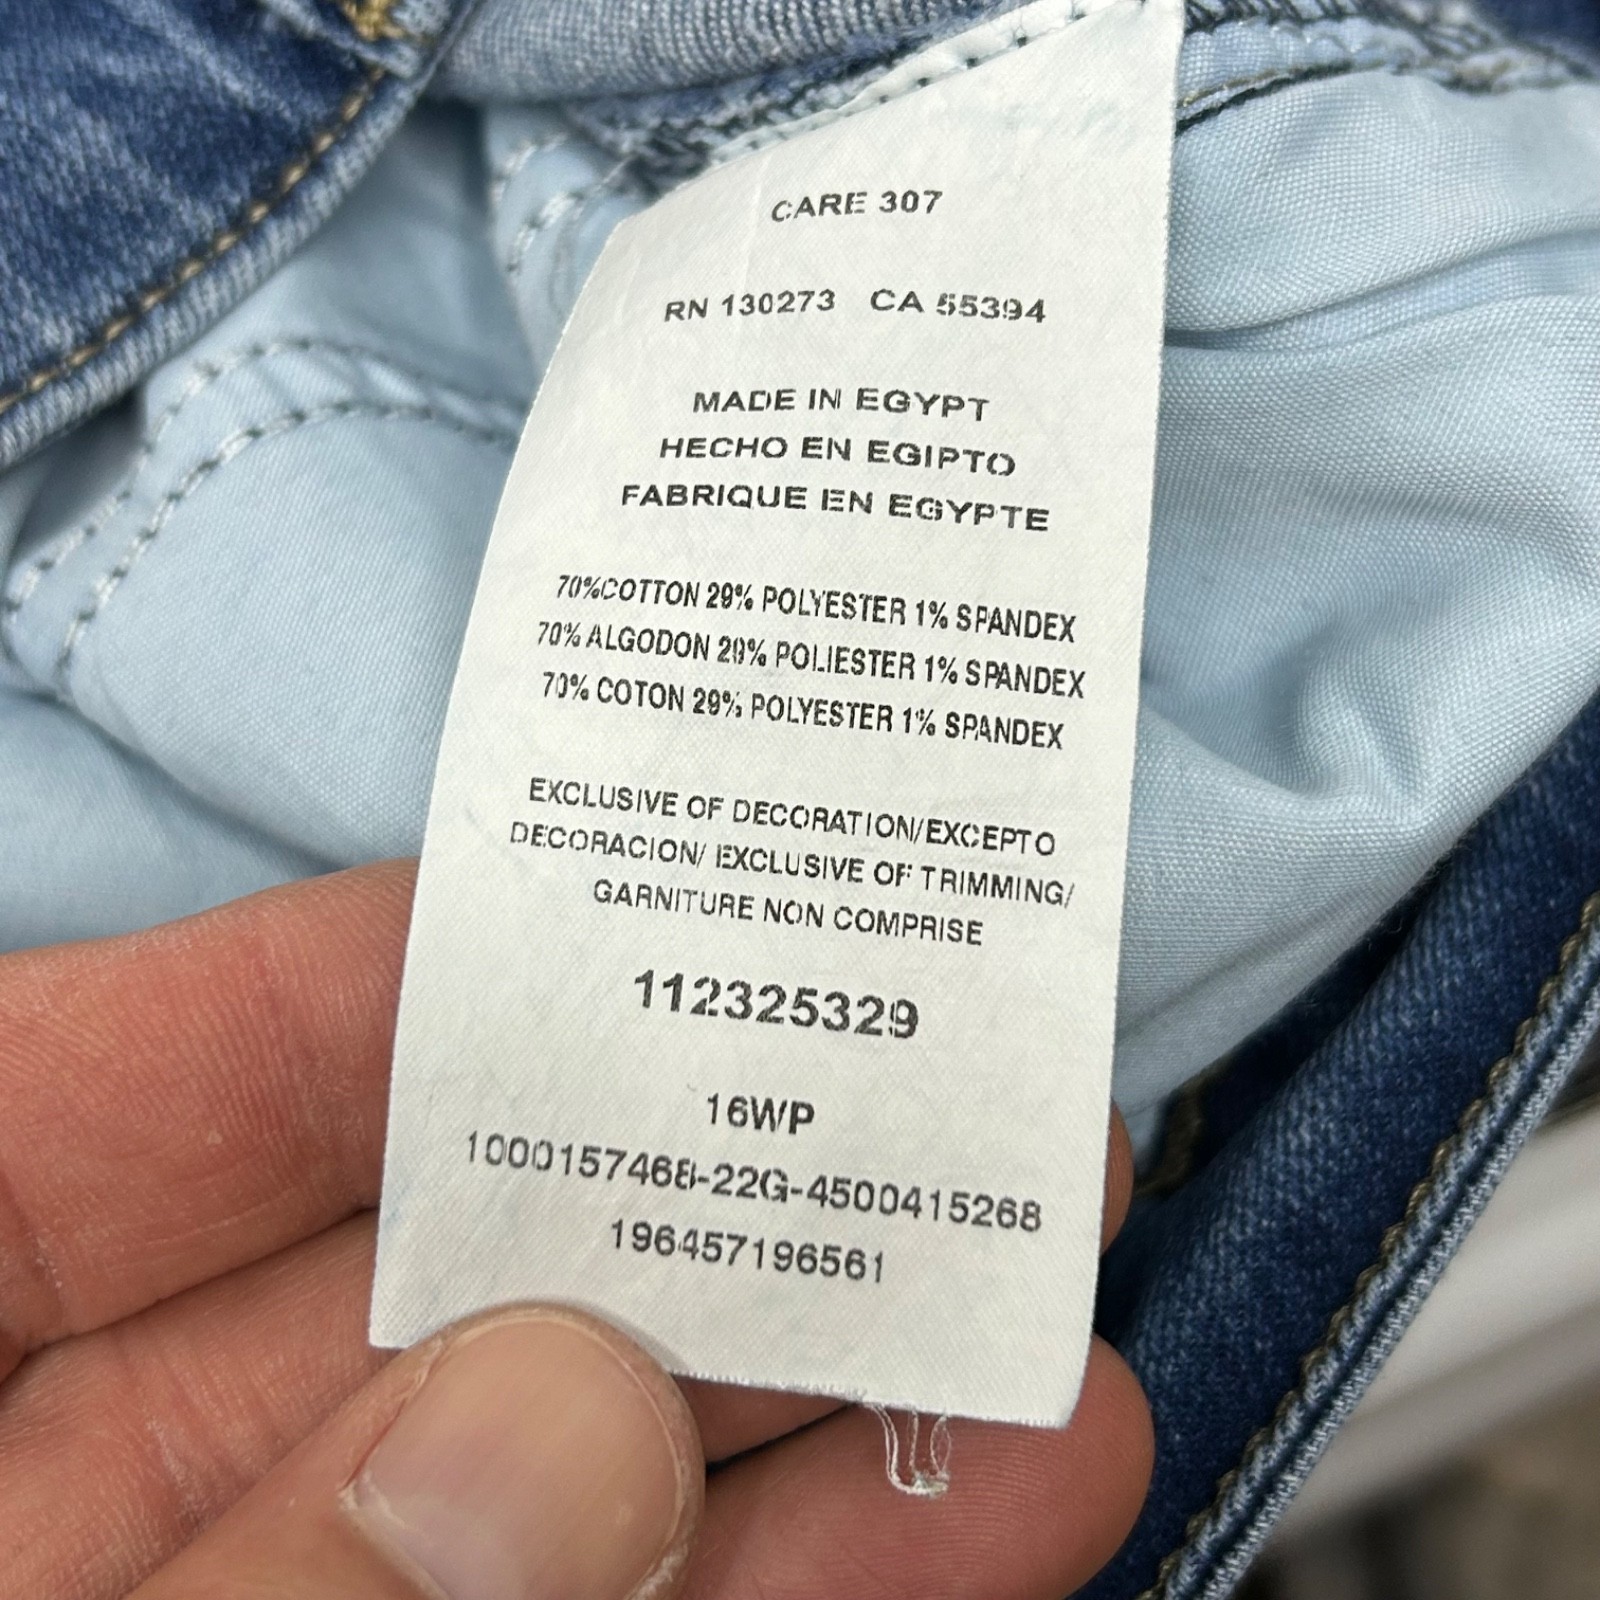 CARE 307
RN 130273 CA 55394
MADE IN EGYPT
HECHO EN EGIPTO
FABRIQUE EN EGYPTE
70%COTTON 29% POLYESTER 1% SPANDEX
70% ALGODON 29% POLIESTER 1% SPANDEX
70% COTON 29% POLYESTER 1% SPANDEX
EXCLUSIVE OF DECORATION/EXCEPTO
DECORACION/ EXCLUSIVE OF TRIMMING/
GARNITURE NON COMPRISE
112325329
16WP
1000157468-22G-4500415268
196457196561